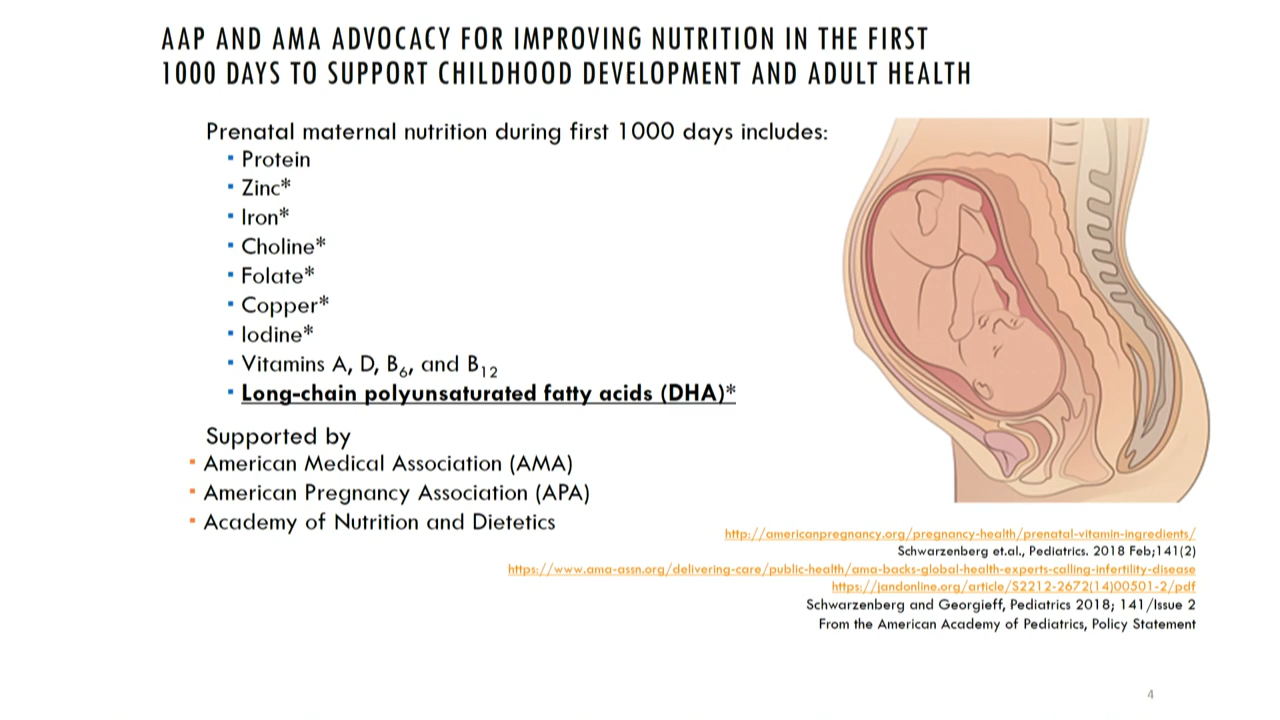 AAP AND AMA ADVOCACY FOR IMPROVING NUTRITION IN THE FIRST
1000 DAYS TO SUPPORT CHILDHOOD DEVELOPMENT AND ADULT HEALTH
Prenatal maternal nutrition during first 1000 days includes:
▪ Protein
▪ Zinc*
▪ Iron*
▪ Choline*
▪ Folate*
▪ Copper*
▪ Iodine*
▪ Vitamins A, D, B₆, and B₁₂
▪ Long-chain polyunsaturated fatty acids (DHA)*
Supported by
▪ American Medical Association (AMA)
▪ American Pregnancy Association (APA)
▪ Academy of Nutrition and Dietetics
http://americanpregnancy.org/pregnancy-health/prenatal-vitamin-ingredients/
Schwarzenberg et.al., Pediatrics. 2018 Feb;141(2)
https://www.ama-assn.org/delivering-care/public-health/ama-backs-global-health-experts-calling-infertility-disease
https://jandonline.org/article/S2212-2672(14)00501-2/pdf
Schwarzenberg and Georgieff, Pediatrics 2018; 141/Issue 2
From the American Academy of Pediatrics, Policy Statement
4